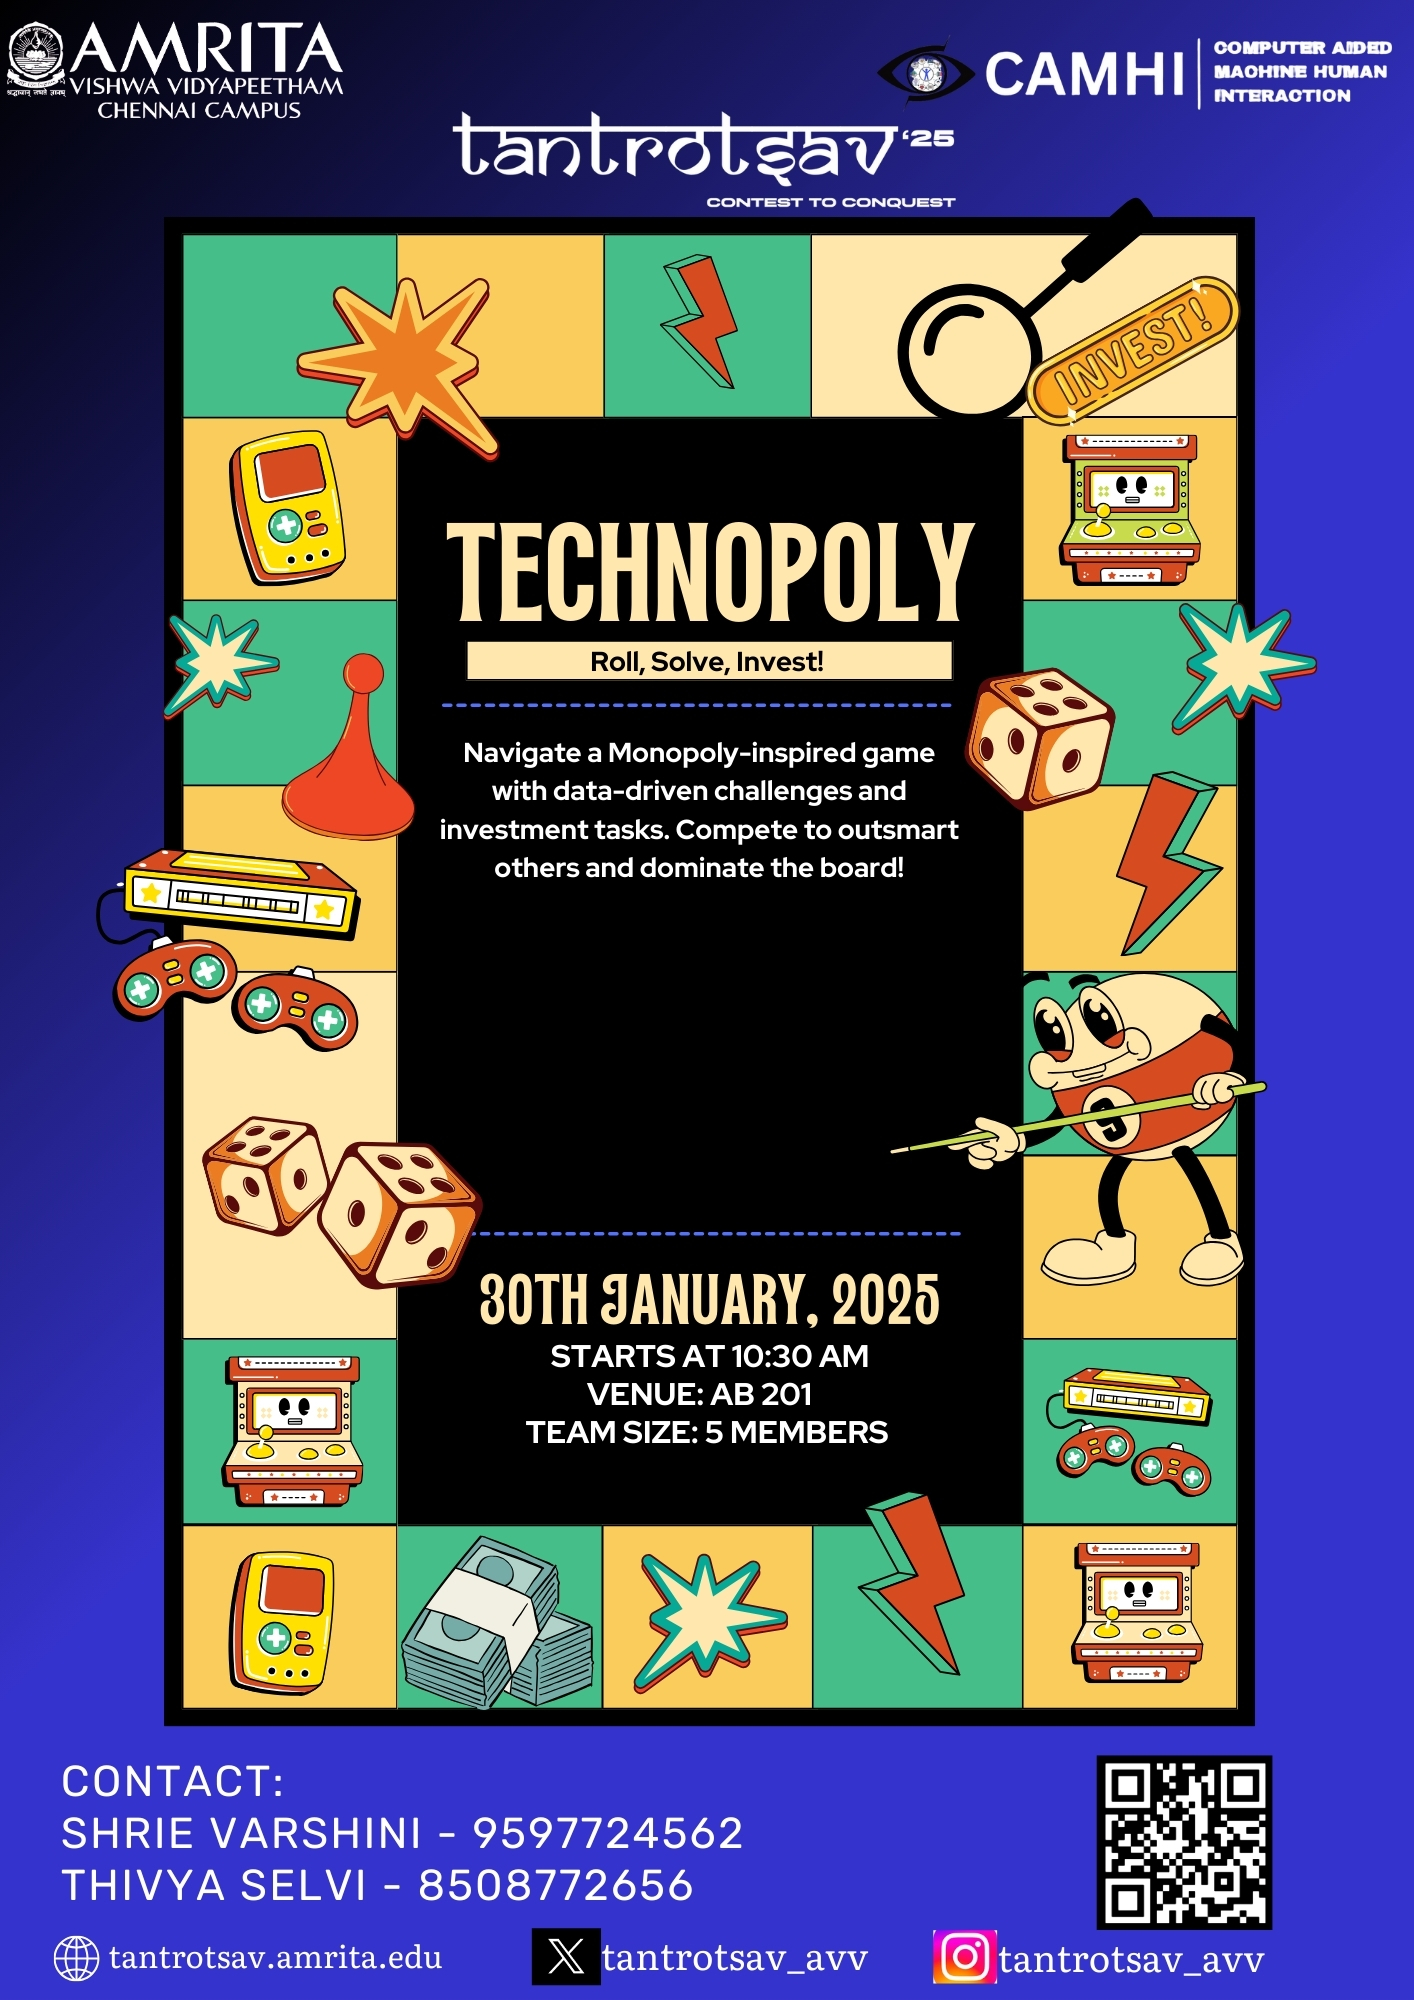 AMRITA
VISHWA VIDYAPEETHAM
CHENNAI CAMPUS
CAMHI
COMPUTER AIDED
MACHINE HUMAN
INTERACTION
tantrotsav '25
CONTEST TO CONQUEST
INVEST!
TECHNOPOLY
Roll, Solve, Invest!
Navigate a Monopoly-inspired game
with data-driven challenges and
investment tasks. Compete to outsmart
others and dominate the board!
9
30TH JANUARY, 2025
STARTS AT 10:30 AM
VENUE: AB 201
TEAM SIZE: 5 MEMBERS
CONTACT:
SHRIE VARSHINI - 9597724562
THIVYA SELVI - 8508772656
tantrotsav.amrita.edu
tantrotsav_avv
tantrotsav_avv